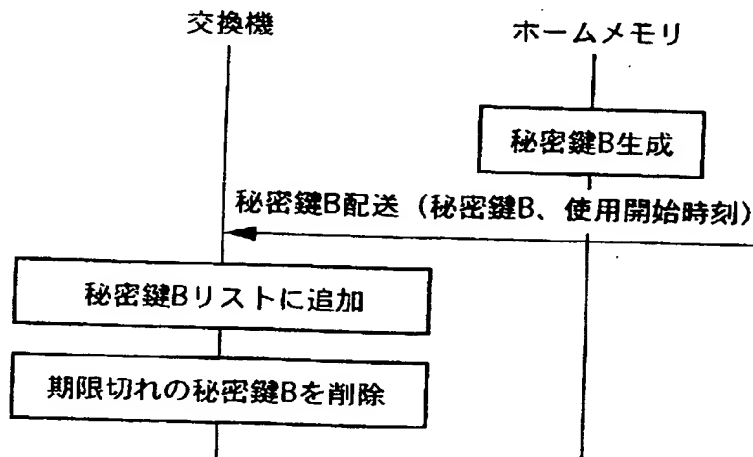 交換機
ホームメモリ
秘密鍵B生成
秘密鍵B配送（秘密鍵B、使用開始時刻）
秘密鍵Bリストに追加
期限切れの秘密鍵Bを削除